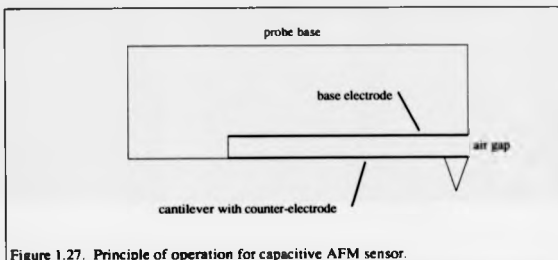 probe base
base electrode
air gap
cantilever with counter-electrode
Figure 1.27. Principle of operation for capacitive AFM sensor.